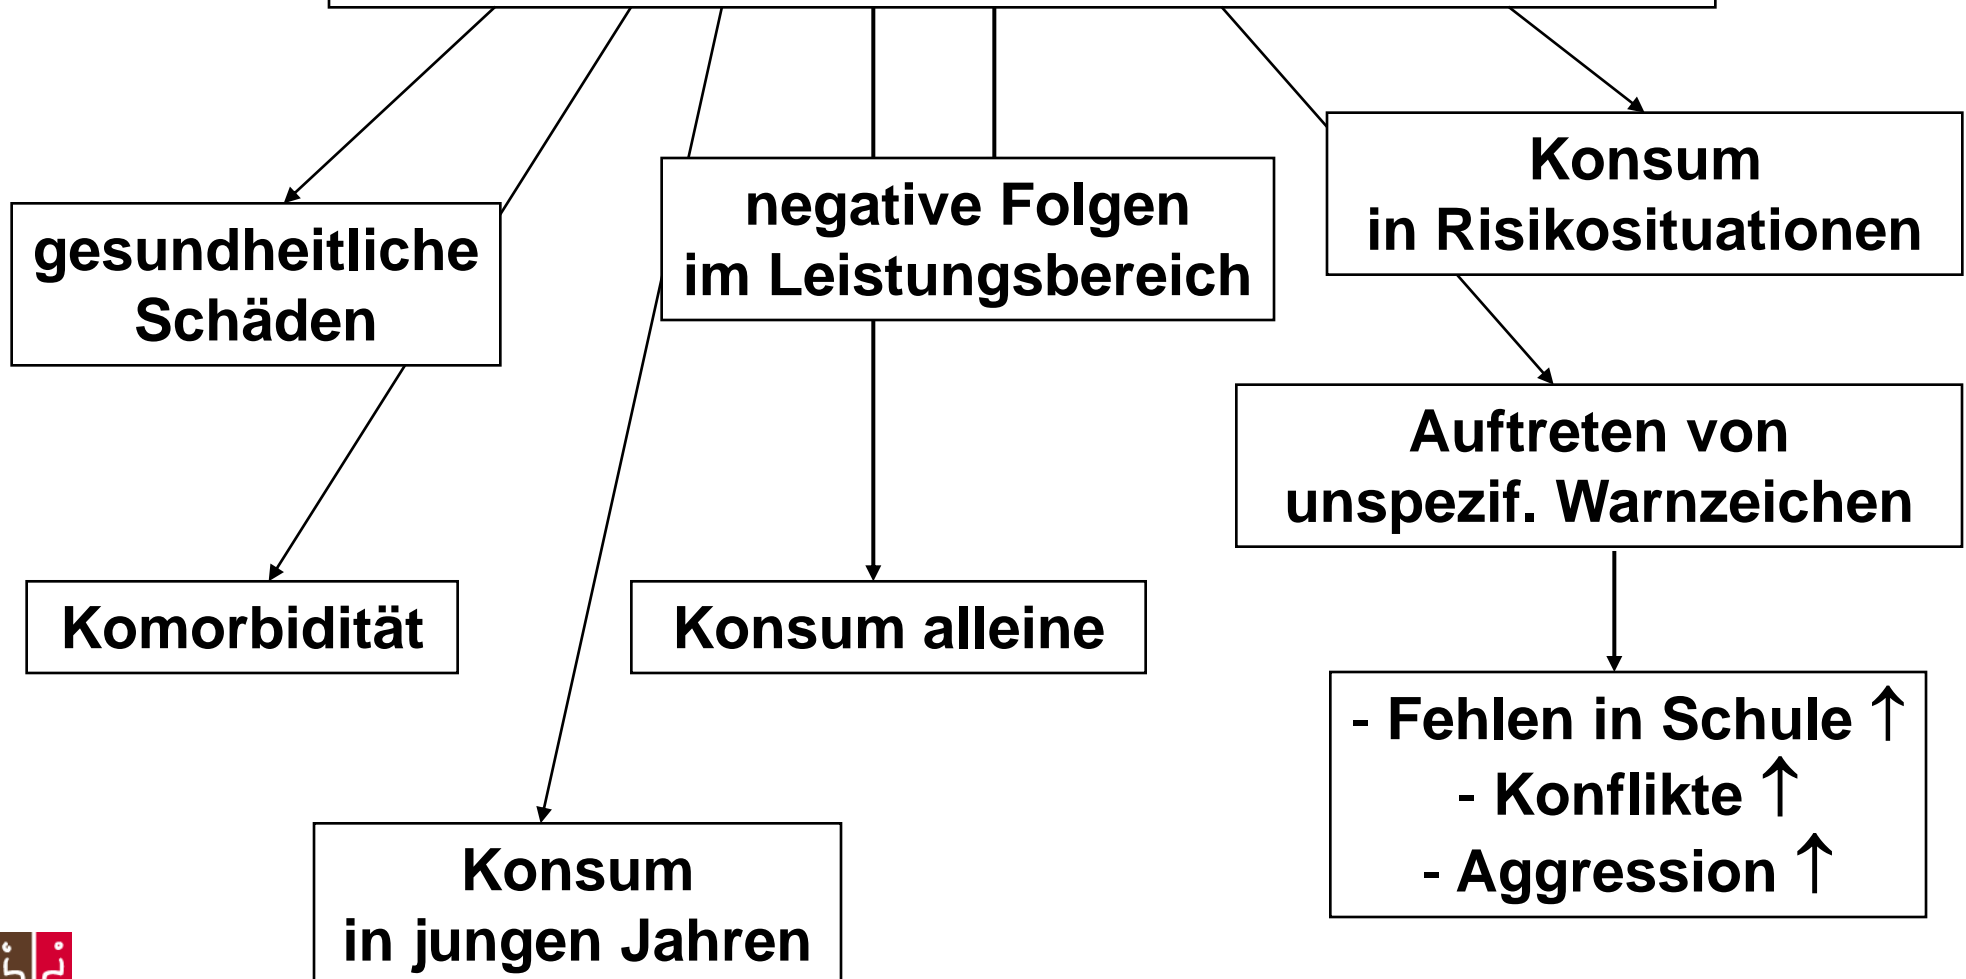 Konsum
in Risikosituationen
negative Folgen
im Leistungsbereich
gesundheitliche
Schäden
Auftreten von
unspezif. Warnzeichen
Komorbidität
Konsum alleine
- Fehlen in Schule ↑
- Konflikte ↑
- Aggression ↑
Konsum
in jungen Jahren